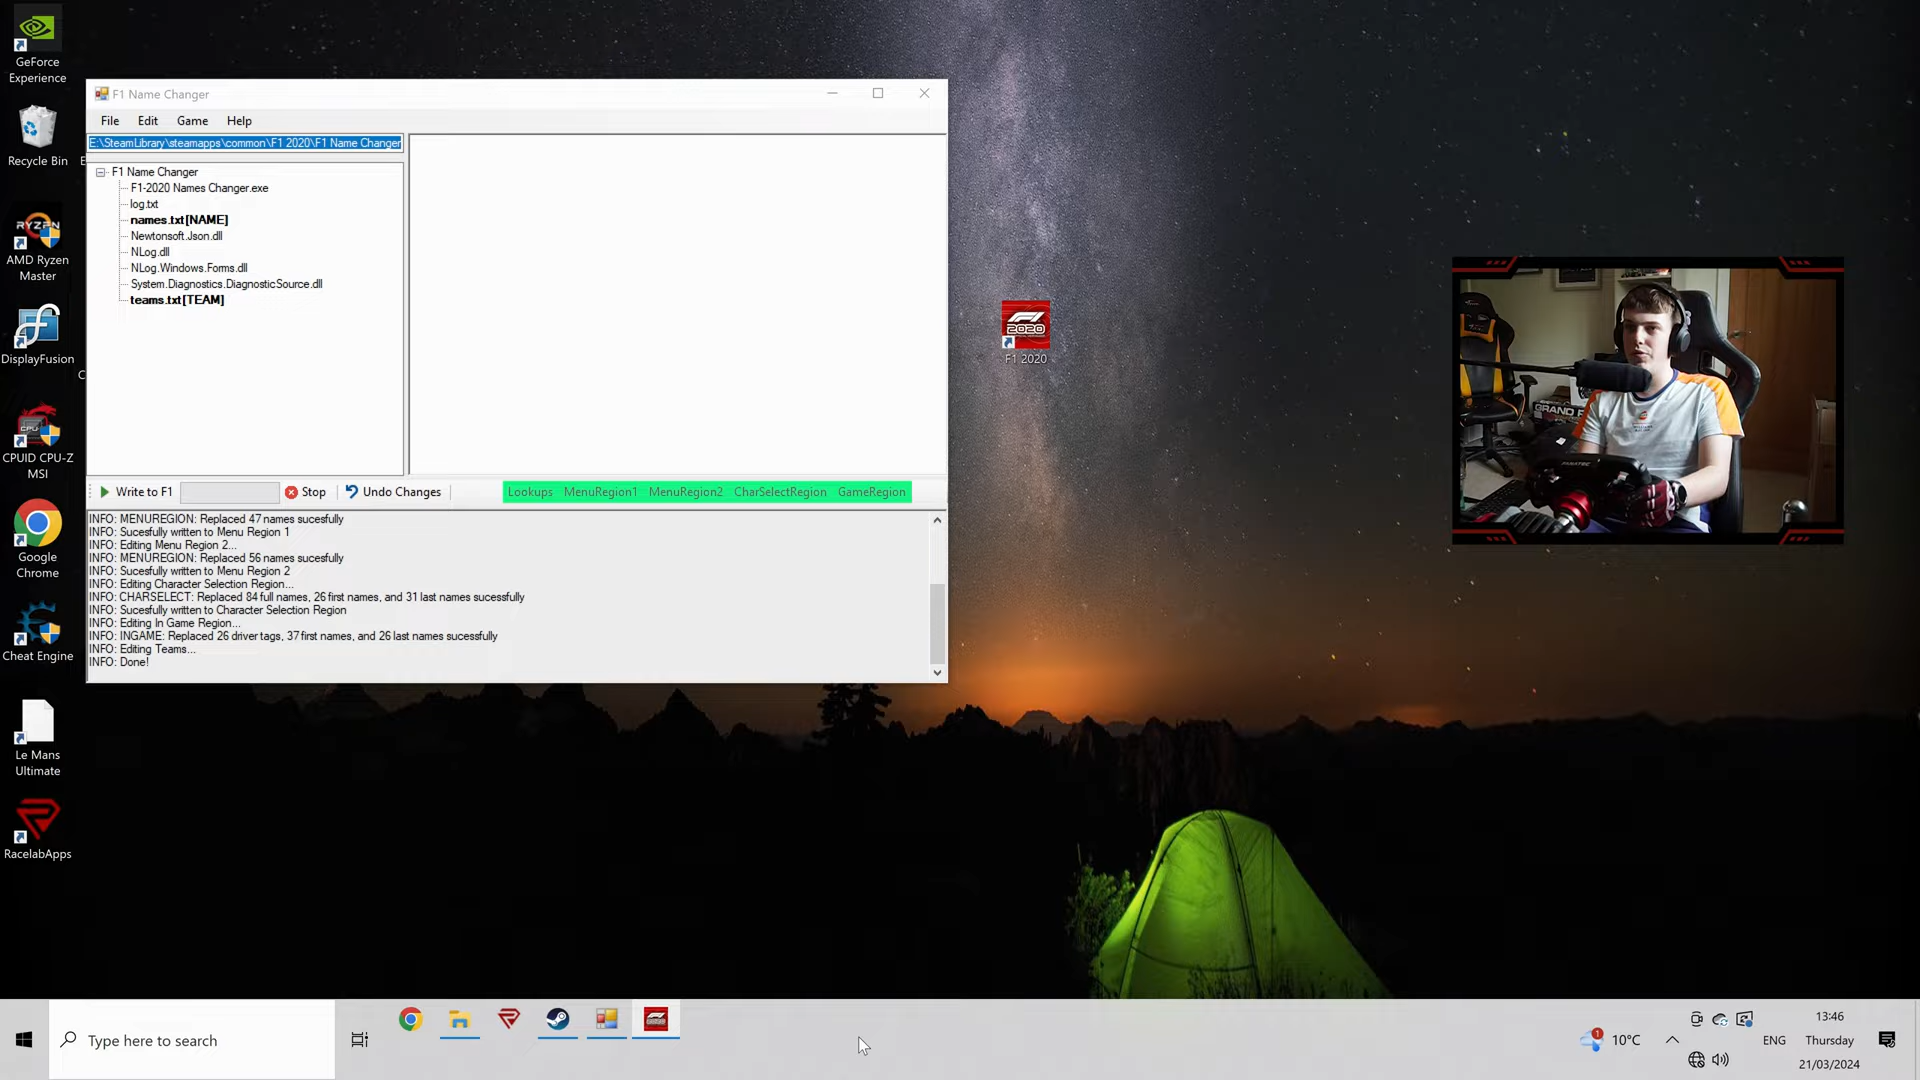 GeForce
Experience
Recycle Bin
RYZEN
AMD Ryzen
Master
DisplayFusion
CPU
CPUID CPU-Z
MSI
Google
Chrome
Cheat Engine
Le Mans
Ultimate
RacelabApps
F1 Name Changer
File Edit Game Help
E:\SteamLibrary\steamapps\common\F1 2020\F1 Name Changer
F1 Name Changer
F1-2020 Names Changer.exe
log.txt
names.txt[NAME]
Newtonsoft.Json.dll
NLog.dll
NLog.Windows.Forms.dll
System.Diagnostics.DiagnosticSource.dll
teams.txt[TEAM]
Write to F1 Stop Undo Changes Lookups MenuRegion1 MenuRegion2 CharSelectRegion GameRegion
INFO: MENUREGION: Replaced 47 names sucesfully
INFO: Sucesfully written to Menu Region 1
INFO: Editing Menu Region 2...
INFO: MENUREGION: Replaced 56 names sucesfully
INFO: Sucesfully written to Menu Region 2
INFO: Editing Character Selection Region...
INFO: CHARSELECT: Replaced 84 full names, 26 first names, and 31 last names sucessfully
INFO: Sucesfully written to Character Selection Region
INFO: Editing In Game Region...
INFO: INGAME: Replaced 26 driver tags, 37 first names, and 26 last names sucessfully
INFO: Editing Teams...
INFO: Done!
2020
F1 2020
GRAND
FANATEC
Type here to search
1
10°C
ENG
13:46
Thursday
21/03/2024